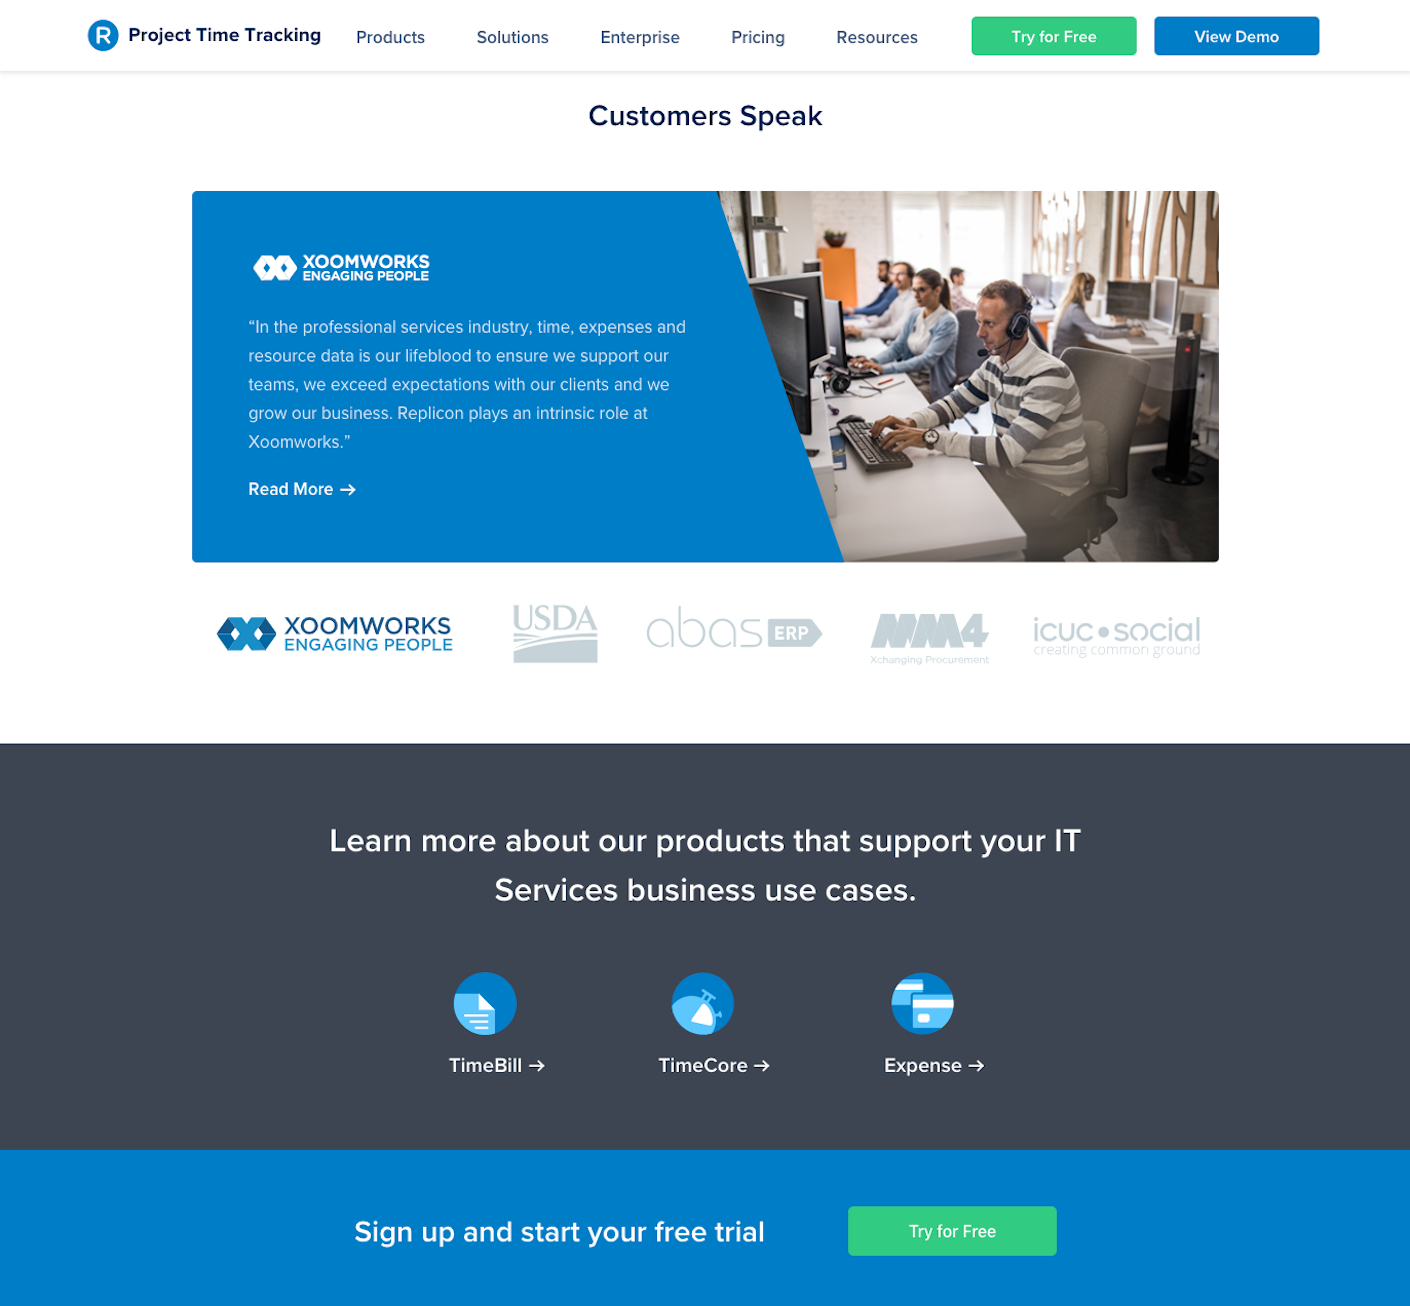 R Project Time Tracking Products Solutions Enterprise Pricing Resources Try for Free View Demo
Customers Speak
XOOMWORKS
ENGAGING PEOPLE
“In the professional services industry, time, expenses and
resource data is our lifeblood to ensure we support our
teams, we exceed expectations with our clients and we
grow our business. Replicon plays an intrinsic role at
Xoomworks.”
Read More →
XOOMWORKS
ENGAGING PEOPLE
USDA
abas ERP
MM4
Xchanging Procurement
icuc•social
creating common ground
Learn more about our products that support your IT
Services business use cases.
TimeBill → TimeCore → Expense →
Sign up and start your free trial Try for Free